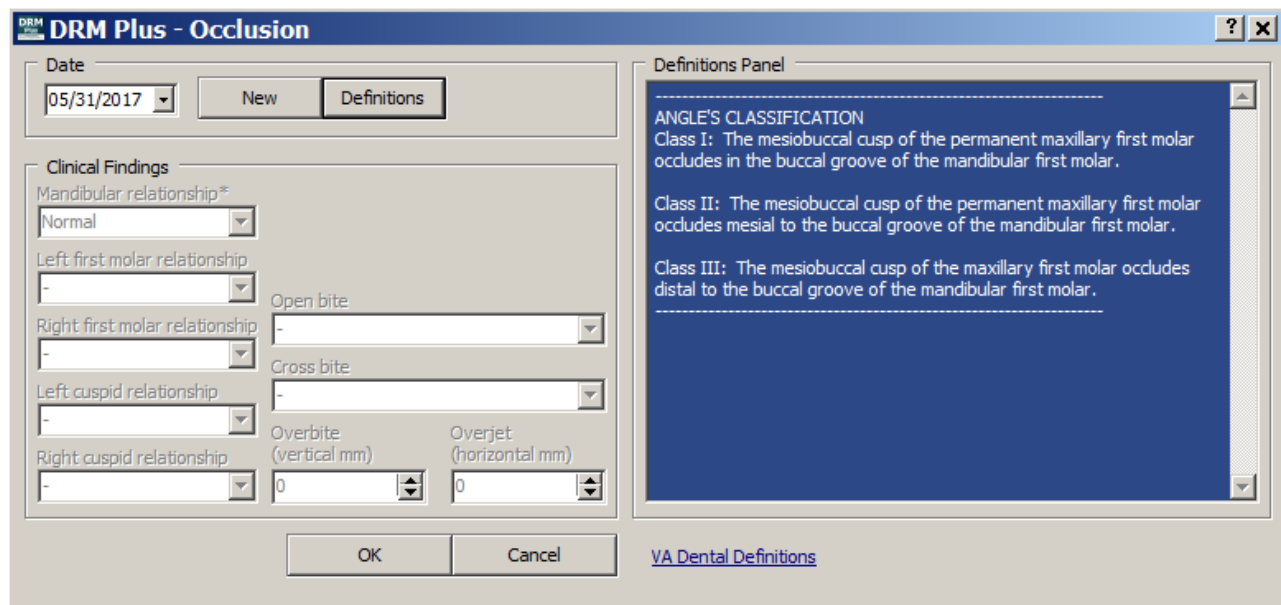 DRM Plus - Occlusion
Date
05/31/2017
New
Definitions
Clinical Findings
Mandibular relationship*
Normal
Left first molar relationship
-
Right first molar relationship
-
Left cuspid relationship
-
Right cuspid relationship
-
Open bite
-
Cross bite
-
Overbite
(vertical mm)
0
Overjet
(horizontal mm)
0
OK
Cancel
Definitions Panel
--------------------------------------------------------------------
ANGLE'S CLASSIFICATION
Class I:  The mesiobuccal cusp of the permanent maxillary first molar
occludes in the buccal groove of the mandibular first molar.
Class II:  The mesiobuccal cusp of the permanent maxillary first molar
occludes mesial to the buccal groove of the mandibular first molar.
Class III:  The mesiobuccal cusp of the maxillary first molar occludes
distal to the buccal groove of the mandibular first molar.
--------------------------------------------------------------------
VA Dental Definitions